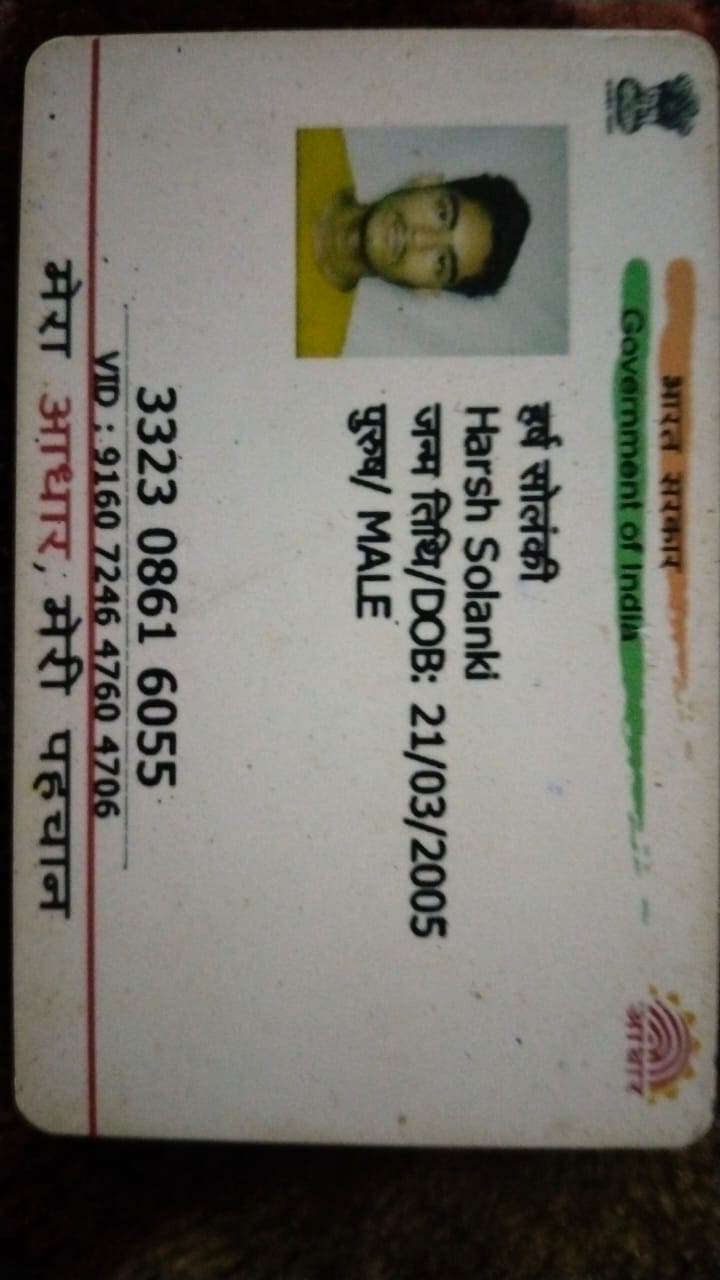 भारत सरकार
Government of India
हर्ष सोलंकी
Harsh Solanki
जन्म तिथि/DOB: 21/03/2005
पुरुष/ MALE
3323 0861 6055
VID : 9160 7246 4760 4706
मेरा आधार, मेरी पहचान
आधार